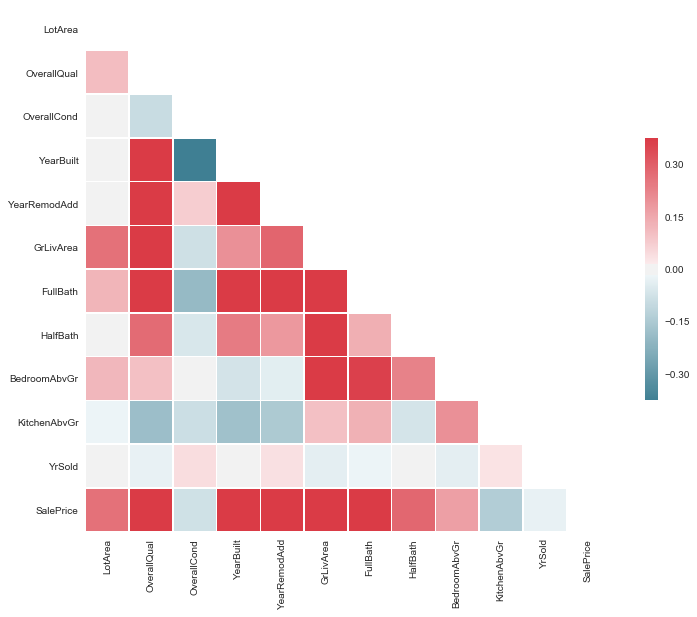 LotArea
OverallQual
OverallCond
YearBuilt
YearRemodAdd
GrLivArea
FullBath
HalfBath
BedroomAbvGr
KitchenAbvGr
YrSold
SalePrice
LotArea
OverallQual
OverallCond
YearBuilt
YearRemodAdd
GrLivArea
FullBath
HalfBath
BedroomAbvGr
KitchenAbvGr
YrSold
SalePrice
0.30
0.15
0.00
−0.15
−0.30